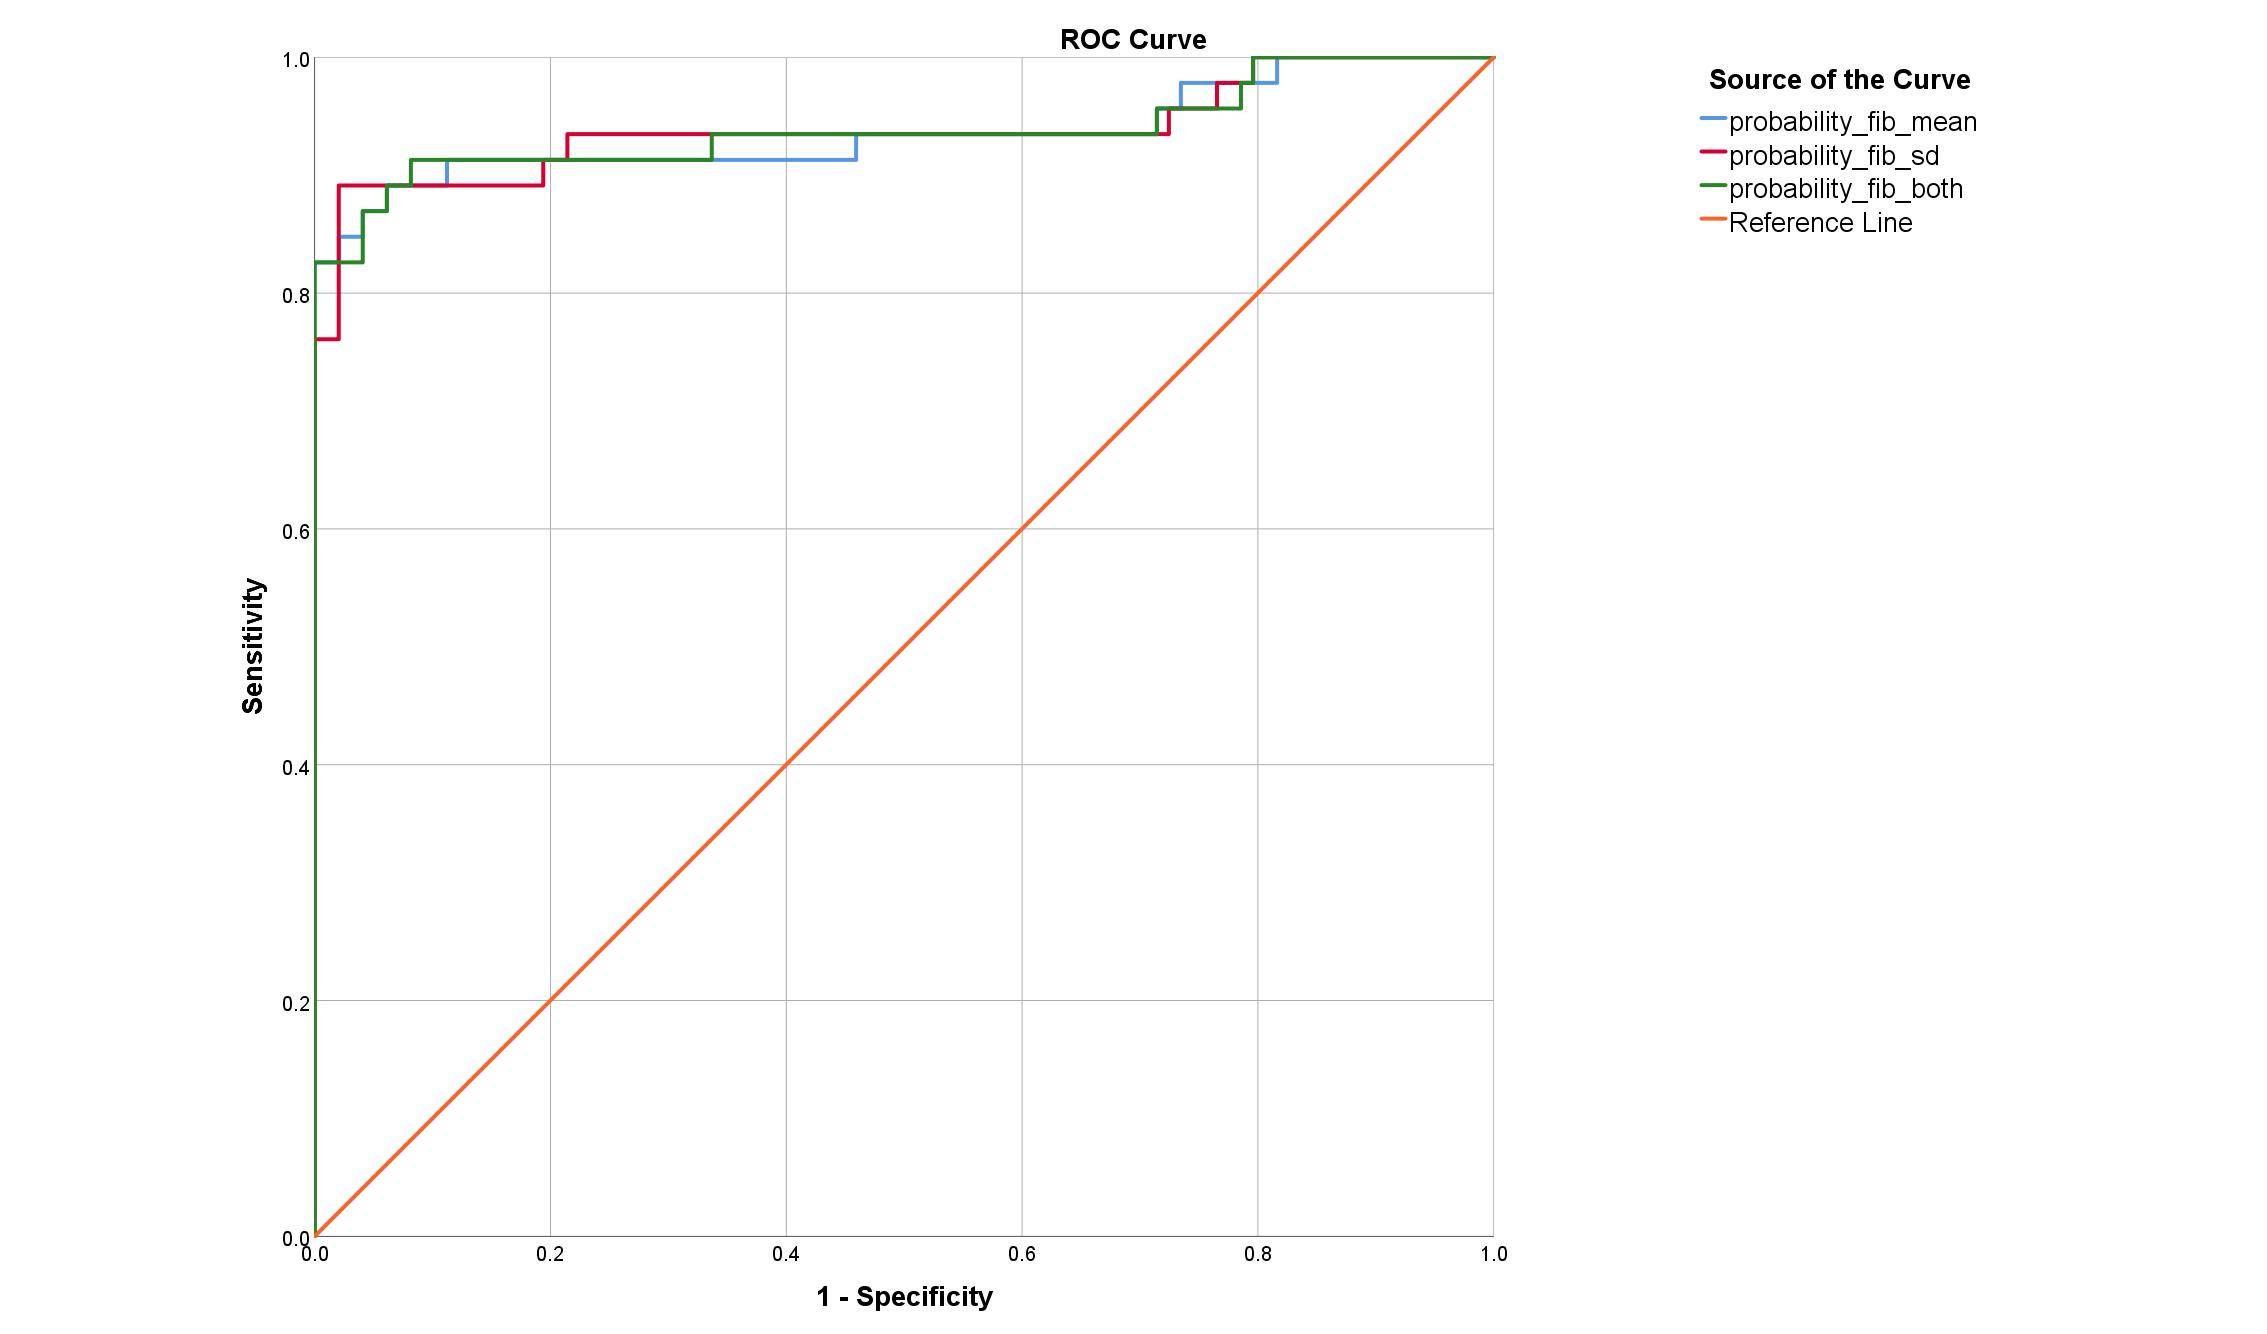 ROC Curve
Source of the Curve
probability_fib_mean
probability_fib_sd
probability_fib_both
Reference Line
1.0
0.8
0.6
0.4
0.2
0.0
Sensitivity
0.0 0.2 0.4 0.6 0.8 1.0
1 - Specificity